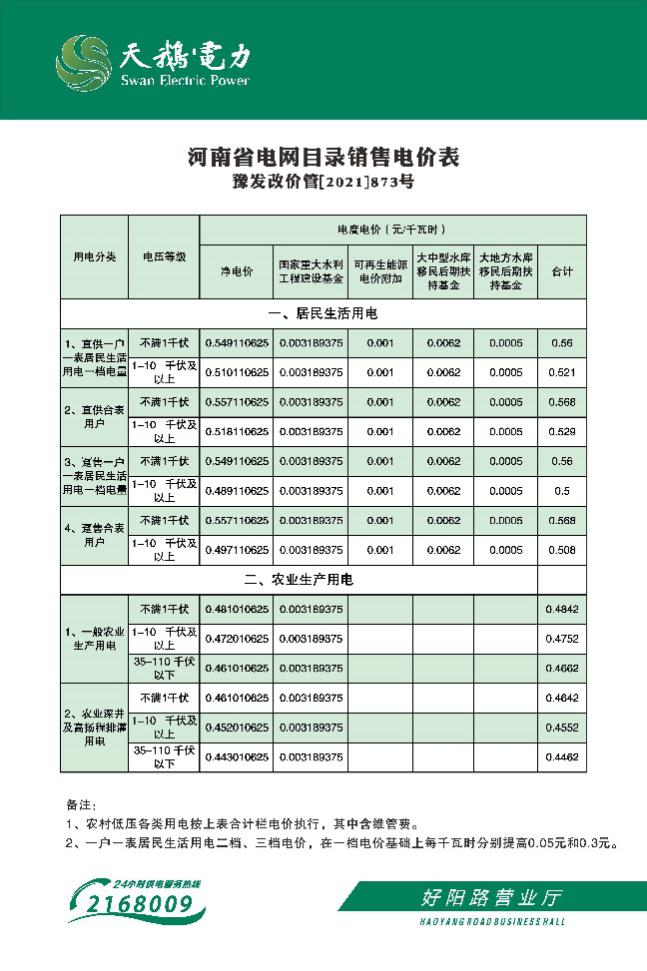 天鹅電力
Swan Electric Power
河南省电网目录销售电价表
豫发改价管[2021]873号
用电分类 电压等级 电度电价（元/千瓦时）
净电价 国家重大水利工程建设基金 可再生能源电价附加 大中型水库移民后期扶持基金 大地方水库移民后期扶持基金 合计
一、居民生活用电
1、直供一户一表居民生活用电一档电量 不满1千伏 0.549110625 0.003189375 0.001 0.0062 0.0005 0.56
1-10 千伏及以上 0.510110625 0.003189375 0.001 0.0062 0.0005 0.521
2、直供合表用户 不满1千伏 0.557110625 0.003189375 0.001 0.0062 0.0005 0.568
1-10 千伏及以上 0.518110625 0.003189375 0.001 0.0062 0.0005 0.529
3、趸售一户一表居民生活用电一档电量 不满1千伏 0.549110625 0.003189375 0.001 0.0062 0.0005 0.56
1-10 千伏及以上 0.489110625 0.003189375 0.001 0.0062 0.0005 0.5
4、趸售合表用户 不满1千伏 0.557110625 0.003189375 0.001 0.0062 0.0005 0.568
1-10 千伏及以上 0.497110625 0.003189375 0.001 0.0062 0.0005 0.508
二、农业生产用电
1、一般农业生产用电 不满1千伏 0.481010625 0.003189375 0.4842
1-10 千伏及以上 0.472010625 0.003189375 0.4752
35-110 千伏以下 0.461010625 0.003189375 0.4662
2、农业深井及高扬程排灌用电 不满1千伏 0.461010625 0.003189375 0.4642
1-10 千伏及以上 0.452010625 0.003189375 0.4552
35-110 千伏以下 0.443010625 0.003189375 0.4462
备注：
1、农村低压各类用电按上表合计栏电价执行，其中含维管费。
2、一户一表居民生活用电二档、三档电价，在一档电价基础上每千瓦时分别提高0.05元和0.3元。
24小时供电服务热线
2168009
好阳路营业厅
HAOYANG ROAD BUSINESS HALL